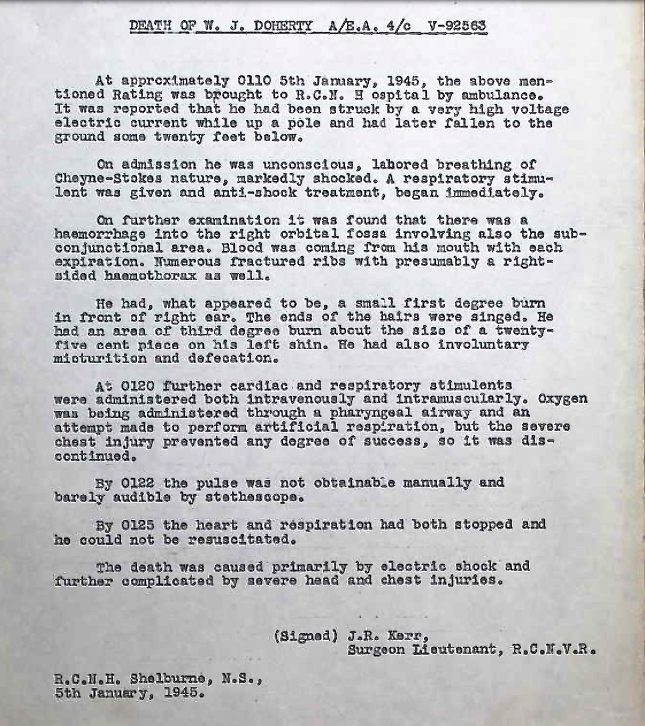 DEATH OF W. J. DOHERTY A/E.A. 4/c V-92563
At approximately 0110 5th January, 1945, the above men-
tioned Rating was brought to R.C.N. H ospital by ambulance.
It was reported that he had been struck by a very high voltage
electric current while up a pole and had later fallen to the
ground some twenty feet below.
On admission he was unconscious, labored breathing of
Cheyne-Stokes nature, markedly shocked. A respiratory stimu-
lent was given and anti-shock treatment, began immediately.
On further examination it was found that there was a
haemorrhage into the right orbital fossa involving also the sub-
conjunctional area. Blood was coming from his mouth with each
expiration. Numerous fractured ribs with presumably a right-
sided haemothorax as well.
He had, what appeared to be, a small first degree burn
in front of right ear. The ends of the hairs were singed. He
had an area of third degree burn about the size of a twenty-
five cent piece on his left shin. He had also involuntary
micturition and defecation.
At 0120 further cardiac and respiratory stimulents
were administered both intravenously and intramuscularly. Oxygen
was being administered through a pharyngeal airway and an
attempt made to perform artificial respiration, but the severe
chest injury prevented any degree of success, so it was dis-
continued.
By 0122 the pulse was not obtainable manually and
barely audible by stethescope.
By 0125 the heart and respiration had both stopped and
he could not be resuscitated.
The death was caused primarily by electric shock and
further complicated by severe head and chest injuries.
(Signed) J.R. Kerr,
Surgeon Lieutenant, R.C.N.V.R.
R.C.N.H. Shelburne, N.S.,
5th January, 1945.